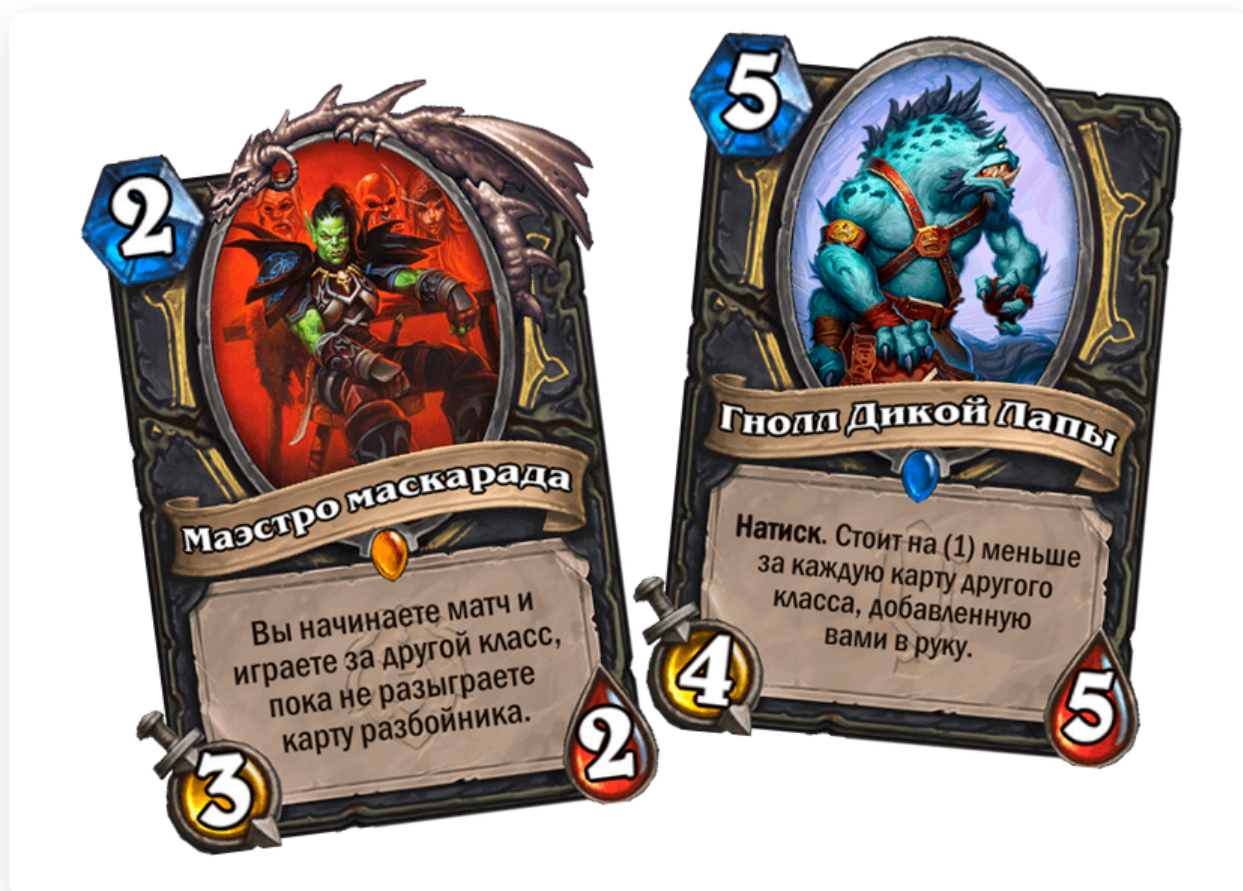 2
Маэстро маскарада
Вы начинаете матч и
играете за другой класс,
пока не разыграете
карту разбойника.
3
2
5
Гнолл Дикой Лапы
Натиск. Стоит на (1) меньше
за каждую карту другого
класса, добавленную
вами в руку.
4
5